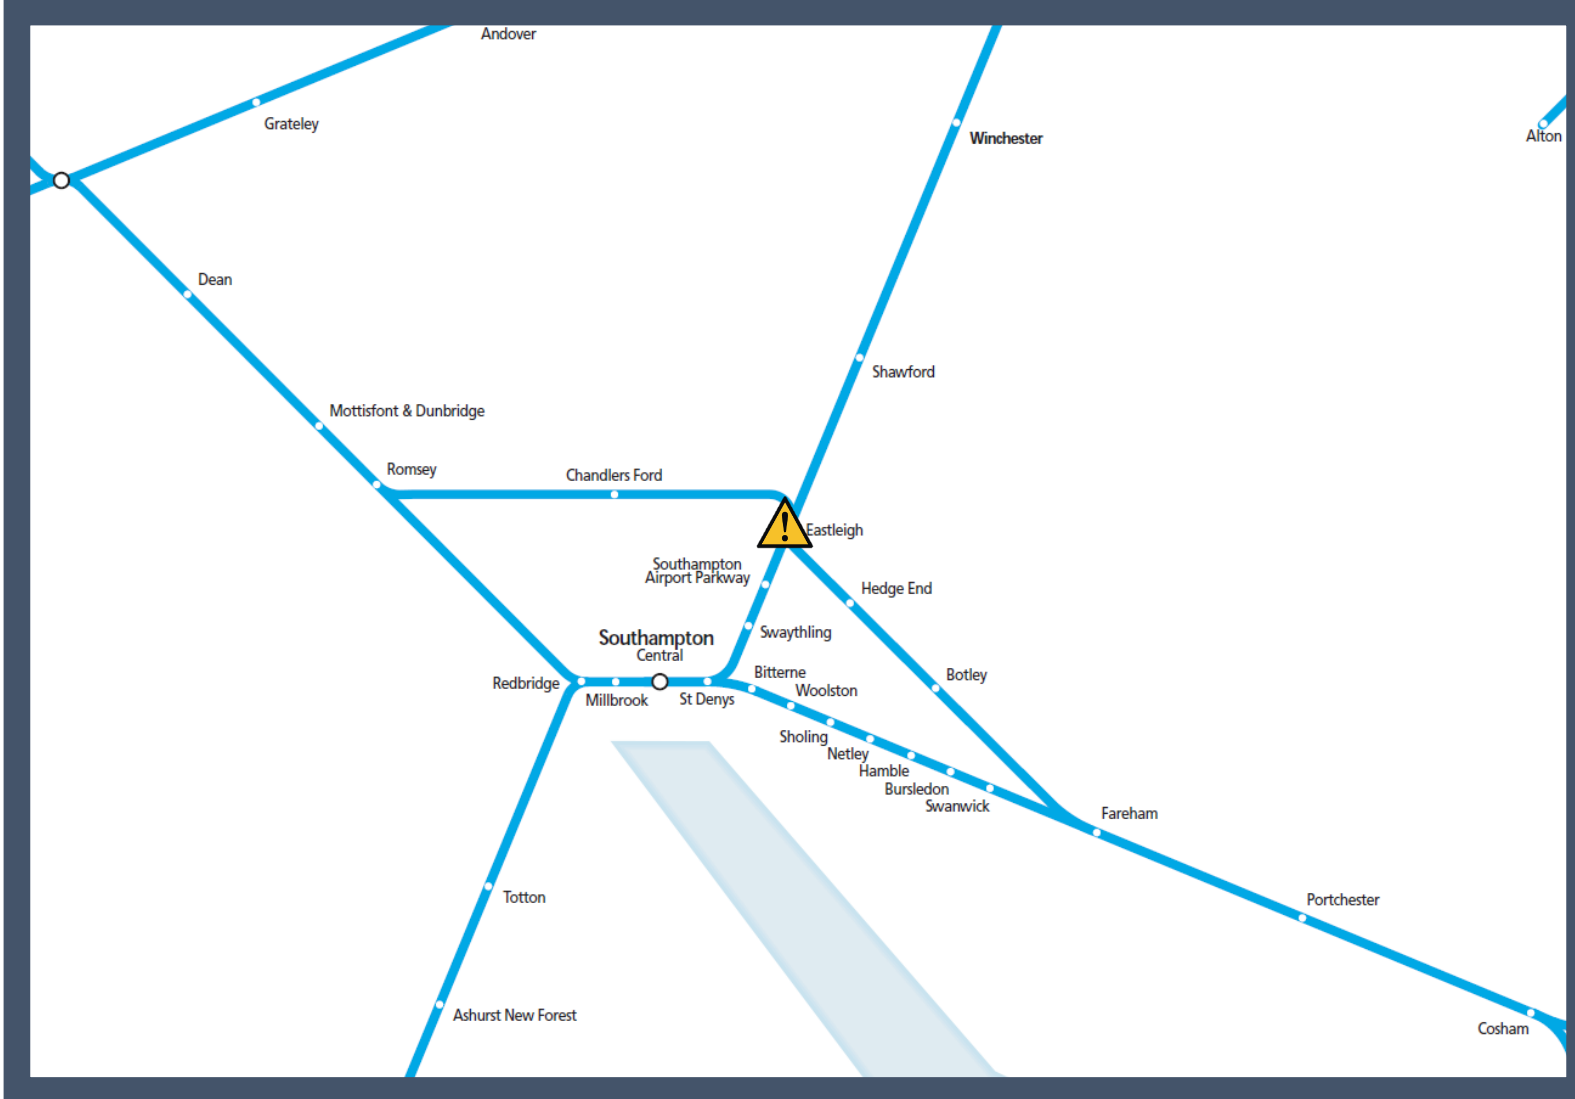 Andover
Grateley
Winchester
Alton
Dean
Shawford
Mottisfont & Dunbridge
Romsey
Chandlers Ford
Eastleigh
Southampton
Airport Parkway
Hedge End
Swaythling
Southampton
Central
Bitterne
Botley
Redbridge
Millbrook
St Denys
Woolston
Sholing
Netley
Hamble
Bursledon
Swanwick
Fareham
Totton
Portchester
Ashurst New Forest
Cosham